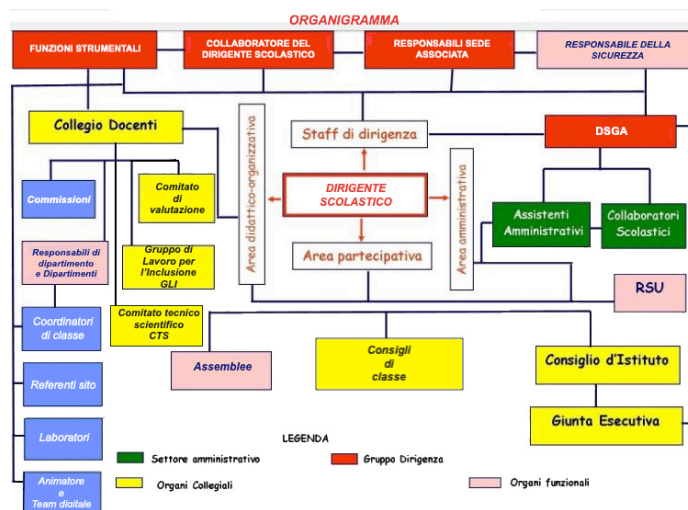 ORGANIGRAMMA
FUNZIONI STRUMENTALI
COLLABORATORE DEL
DIRIGENTE SCOLASTICO
RESPONSABILI SEDE
ASSOCIATA
RESPONSABILE DELLA
SICUREZZA
Collegio Docenti
Staff di dirigenza
DSGA
Commissioni
Comitato
di
valutazione
Area didattico-organizzativa
DIRIGENTE
SCOLASTICO
Area amministrativa
Assistenti
Amministrativi
Collaboratori
Scolastici
Responsabili di
dipartimento
e Dipartimenti
Gruppo di
Lavoro per
l'Inclusione
GLI
Area partecipativa
RSU
Coordinatori
di classe
Comitato tecnico
scientifico
CTS
Assemblee
Consigli
di
classe
Consiglio d'Istituto
Referenti sito
Giunta Esecutiva
Laboratori
LEGENDA
Settore amministrativo
Gruppo Dirigenza
Animatore
e
Team digitale
Organi Collegiali
Organi funzionali